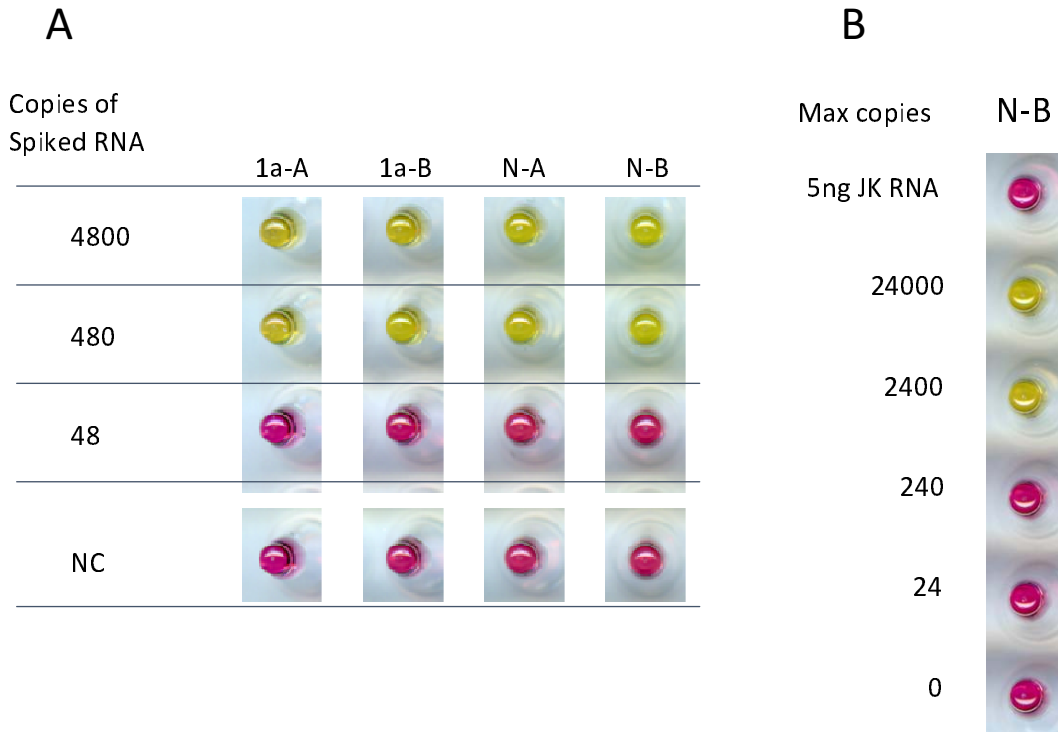 A
Copies of
Spiked RNA
1a-A 1a-B N-A N-B
4800
480
48
NC
B
Max copies N-B
5ng JK RNA
24000
2400
240
24
0